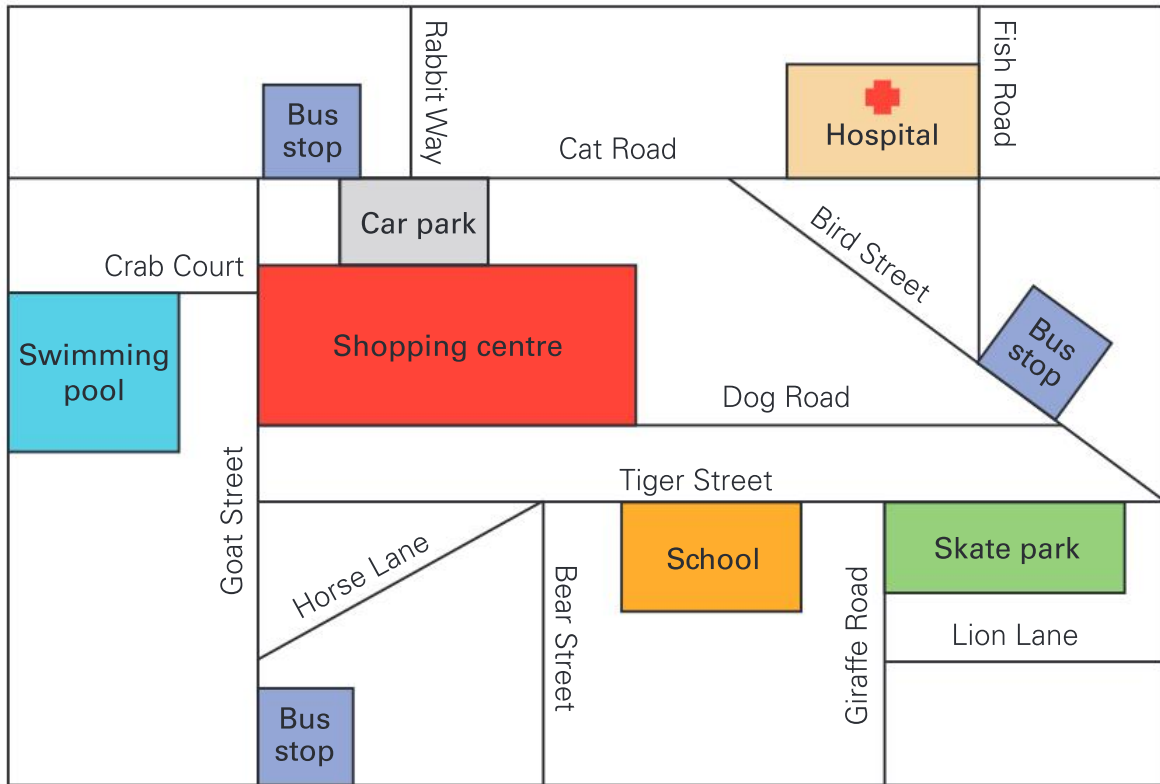 Rabbit Way
Fish Road
Bus
stop
Hospital
Cat Road
Car park
Bird Street
Crab Court
Swimming
pool
Shopping centre
Bus
stop
Dog Road
Goat Street
Tiger Street
Horse Lane
Bear Street
School
Giraffe Road
Skate park
Lion Lane
Bus
stop